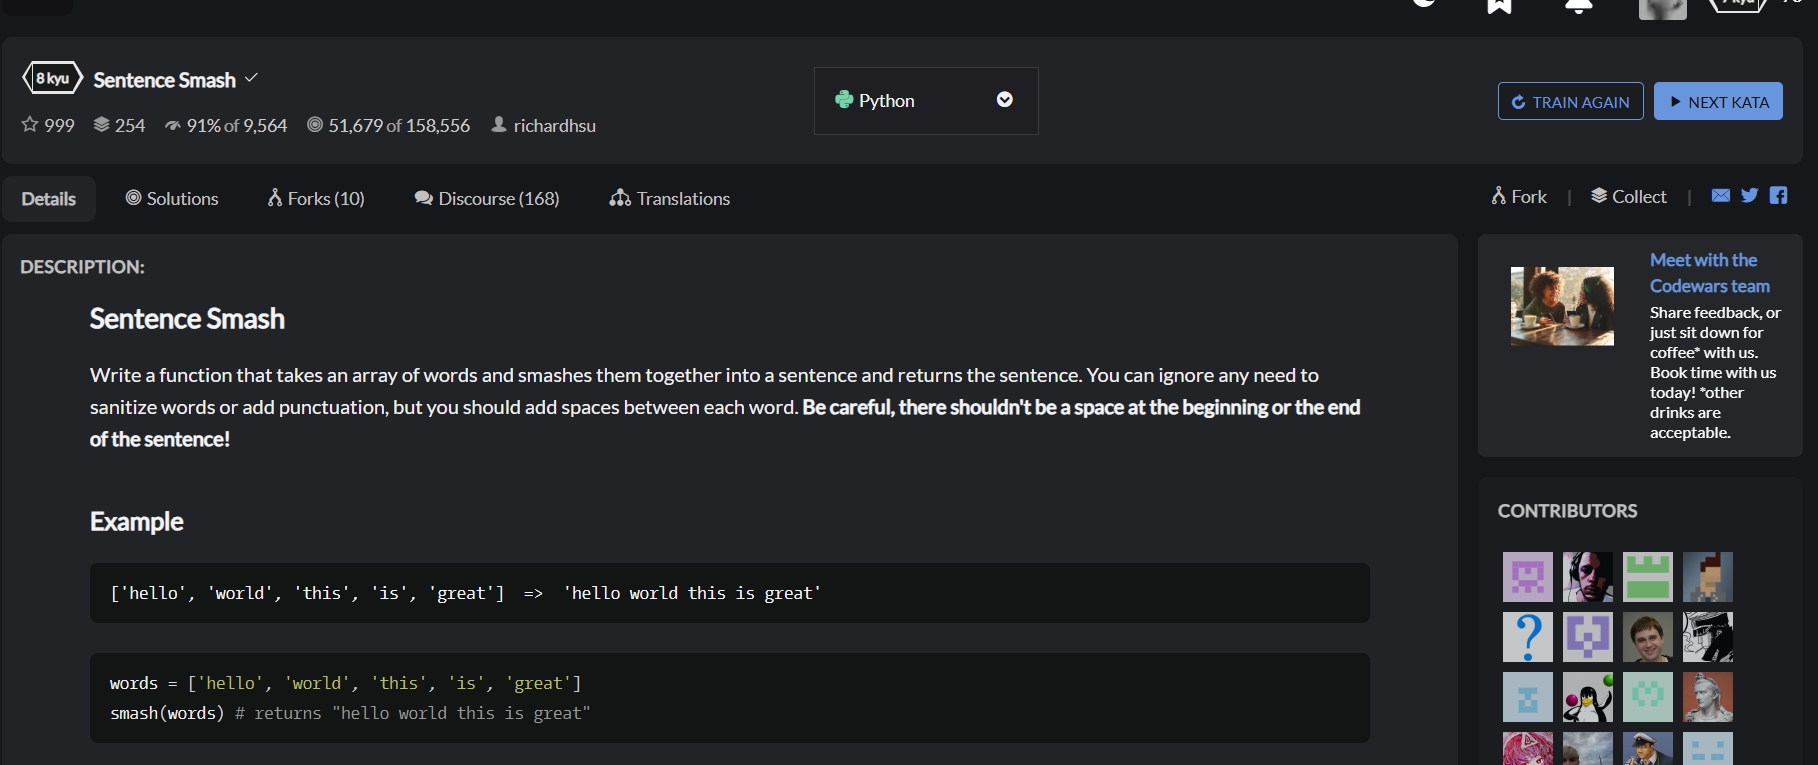 8 kyu Sentence Smash
Python
TRAIN AGAIN NEXT KATA
999 254 91% of 9,564 51,679 of 158,556 richardhsu
Details Solutions Forks (10) Discourse (168) Translations
Fork | Collect |
DESCRIPTION:
Sentence Smash
Write a function that takes an array of words and smashes them together into a sentence and returns the sentence. You can ignore any need to
sanitize words or add punctuation, but you should add spaces between each word. Be careful, there shouldn't be a space at the beginning or the end
of the sentence!
Example
['hello', 'world', 'this', 'is', 'great'] => 'hello world this is great'
words = ['hello', 'world', 'this', 'is', 'great']
smash(words) # returns "hello world this is great"
Meet with the
Codewars team
Share feedback, or
just sit down for
coffee* with us.
Book time with us
today! *other
drinks are
acceptable.
CONTRIBUTORS